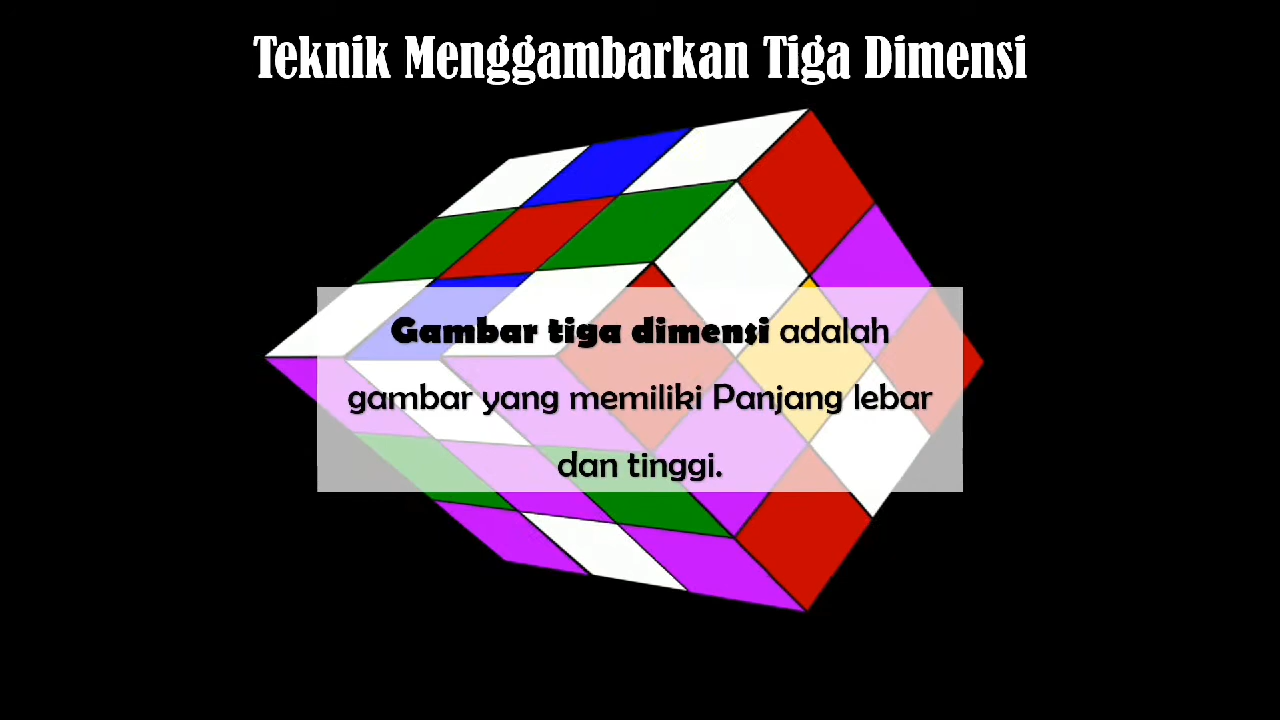 Teknik Menggambarkan Tiga Dimensi
Gambar tiga dimensi adalah
gambar yang memiliki Panjang lebar
dan tinggi.